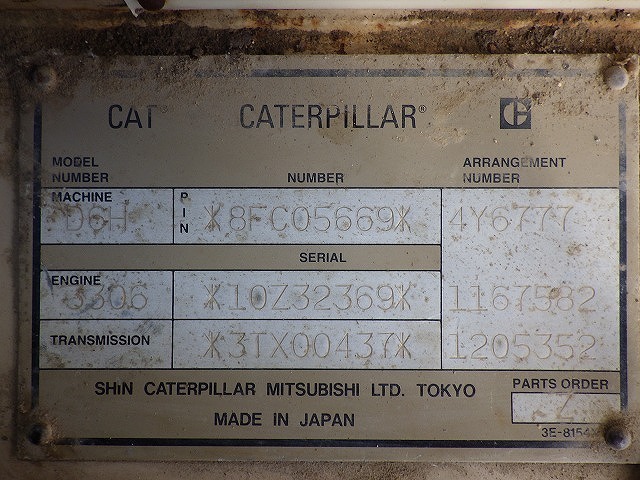 CAT® CATERPILLAR® C
MODEL NUMBER NUMBER ARRANGEMENT NUMBER
MACHINE D6H PIN *8FC05669* 4Y6777
SERIAL
ENGINE 3306 *10Z32369* 1167582
TRANSMISSION *3TX00437* 1205352
SHIN CATERPILLAR MITSUBISHI LTD. TOKYO PARTS ORDER
MADE IN JAPAN Z